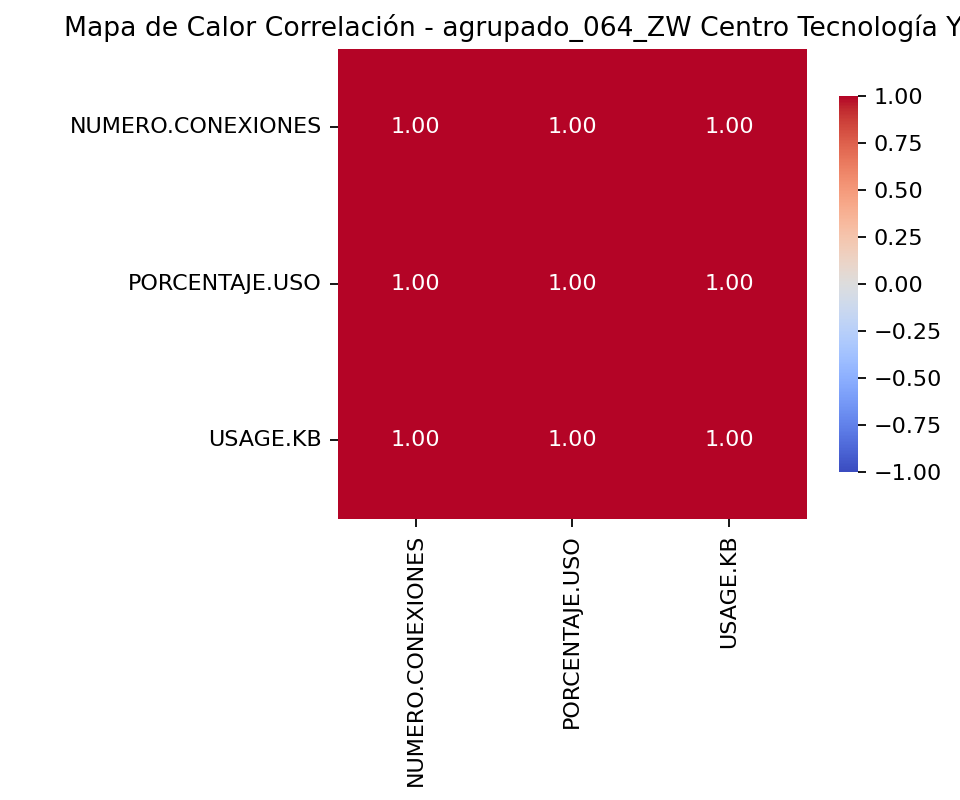 Mapa de Calor Correlación - agrupado_064_ZW Centro Tecnología Y
NUMERO.CONEXIONES
1.00 1.00 1.00
PORCENTAJE.USO
1.00 1.00 1.00
USAGE.KB
1.00 1.00 1.00
NUMERO.CONEXIONES
PORCENTAJE.USO
USAGE.KB
1.00
0.75
0.50
0.25
0.00
−0.25
−0.50
−0.75
−1.00